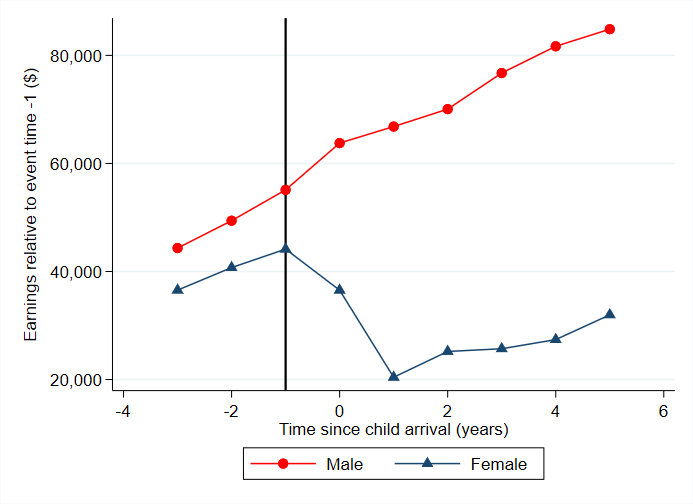 Earnings relative to event time -1 ($)
80,000
60,000
40,000
20,000
-4 -2 0 2 4 6
Time since child arrival (years)
Male Female